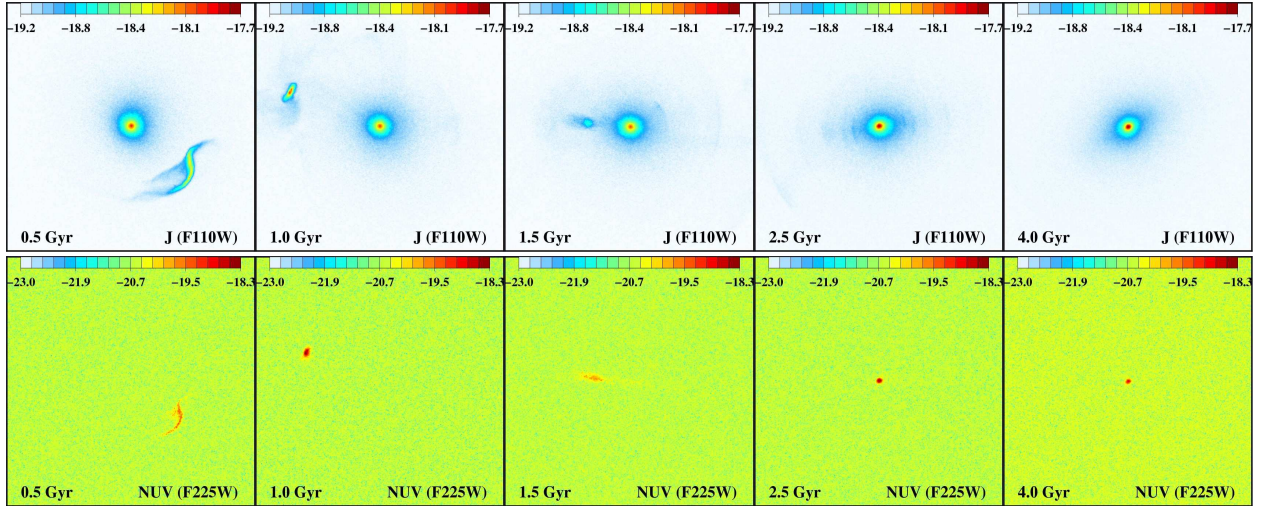 −19.2 −18.8 −18.4 −18.1 −17.7
−19.2 −18.8 −18.4 −18.1 −17.7
−19.2 −18.8 −18.4 −18.1 −17.7
−19.2 −18.8 −18.4 −18.1 −17.7
−19.2 −18.8 −18.4 −18.1 −17.7
0.5 Gyr J (F110W)
1.0 Gyr J (F110W)
1.5 Gyr J (F110W)
2.5 Gyr J (F110W)
4.0 Gyr J (F110W)
−23.0 −21.9 −20.7 −19.5 −18.3
−23.0 −21.9 −20.7 −19.5 −18.3
−23.0 −21.9 −20.7 −19.5 −18.3
−23.0 −21.9 −20.7 −19.5 −18.3
−23.0 −21.9 −20.7 −19.5 −18.3
0.5 Gyr NUV (F225W)
1.0 Gyr NUV (F225W)
1.5 Gyr NUV (F225W)
2.5 Gyr NUV (F225W)
4.0 Gyr NUV (F225W)